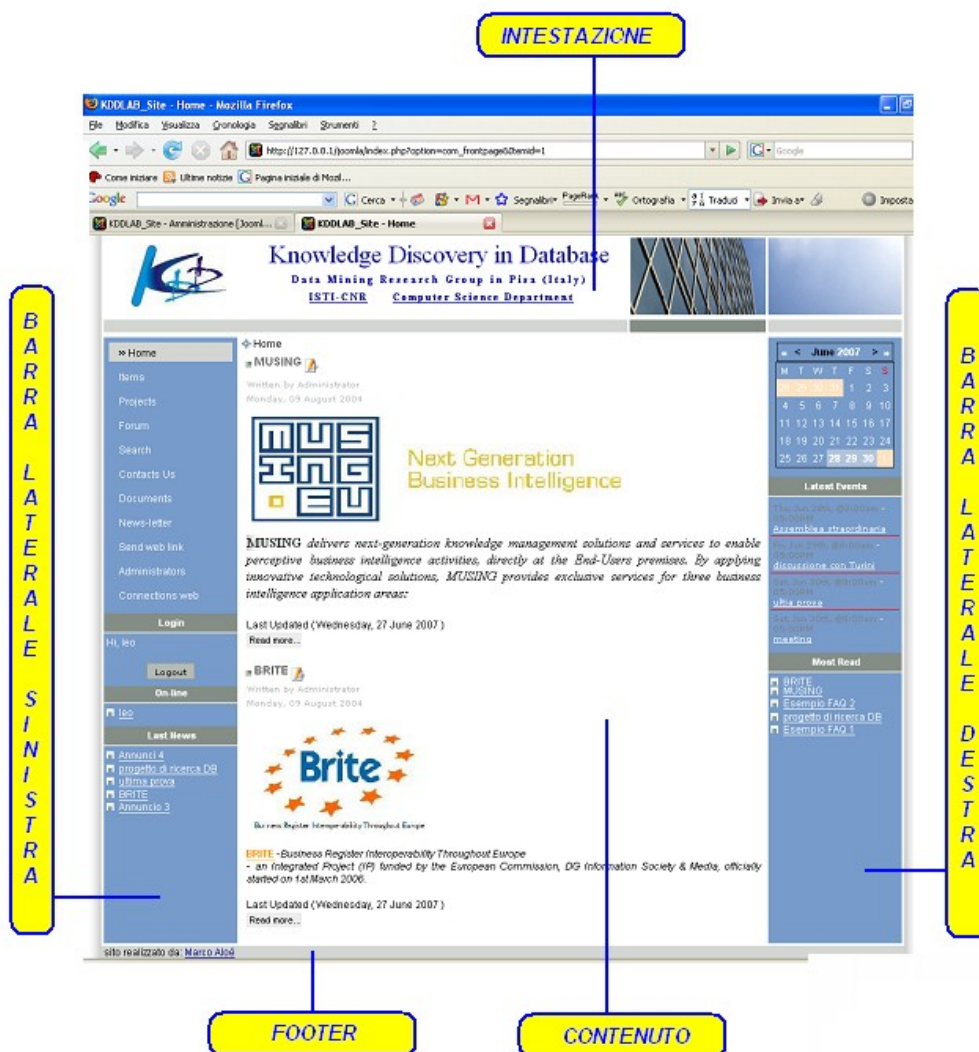 INTESTAZIONE
KDDLAB_Site - Home - Mozilla Firefox
File Modifica Visualizza Cronologia Segnalibri Strumenti ?
http://127.0.0.1/joomla/index.php?option=com_frontpage&Itemid=1
Google
Come iniziare Ultime notizie Pagina iniziale di Mozil...
Google Cerca Segnalibri PageRank Ortografia Traduci Invia a Imposta
KDDLAB_Site - Amministrazione [Jooml... KDDLAB_Site - Home
Knowledge Discovery in Database
Data Mining Research Group in Pisa (Italy)
ISTI-CNR Computer Science Department
BARRA LATERALE SINISTRA
» Home
Items
Projects
Forum
Search
Contacts Us
Documents
News-letter
Send web link
Administrators
Connections web
Login
Hi, leo
Logout
On-line
leo
Last News
Annunci 4
progetto di ricerca DB
ultima prova
BRITE
Annuncio 3
Home
MUSING
Written by Administrator
Monday, 09 August 2004
MUSING.EU
Next Generation
Business Intelligence
MUSING delivers next-generation knowledge management solutions and services to enable
perceptive business intelligence activities, directly at the End-Users premises. By applying
innovative technological solutions, MUSING provides exclusive services for three business
intelligence application areas:
Last Updated ( Wednesday, 27 June 2007 )
Read more...
BRITE
Written by Administrator
Monday, 09 August 2004
Brite
Business Register Interoperability Throughout Europe
BRITE -Business Register Interoperability Throughout Europe
- an Integrated Project (IP) funded by the European Commission, DG Information Society & Media, officially
started on 1st March 2006.
Last Updated ( Wednesday, 27 June 2007 )
Read more...
« < June 2007 > »
M T W T F S S
28 29 30 31 1 2 3
4 5 6 7 8 9 10
11 12 13 14 15 16 17
18 19 20 21 22 23 24
25 26 27 28 29 30 1
Latest Events
Assemblea straordinaria
discussione con Turini
ultia prova
meeting
Most Read
BRITE
MUSING
Esempio FAQ 2
progetto di ricerca DB
Esempio FAQ 1
BARRA LATERALE DESTRA
sito realizzato da: Marco Aloé
FOOTER
CONTENUTO